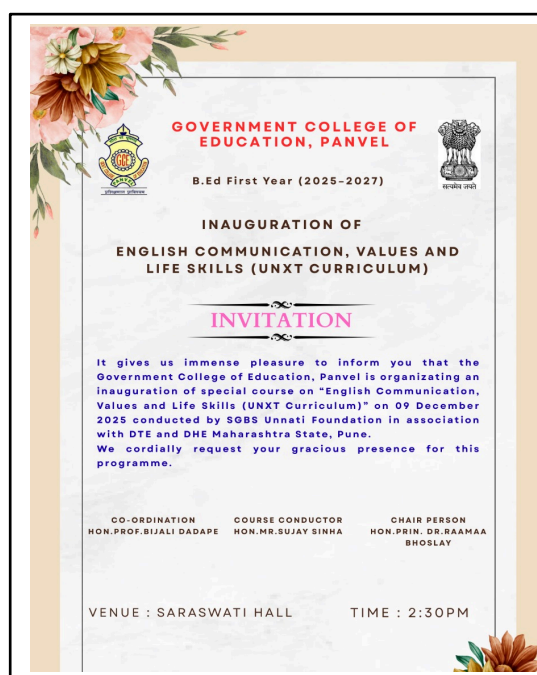 GOVERNMENT COLLEGE OF
EDUCATION, PANVEL
GCE
PANVEL
सत्यमेव जयते
B.Ed First Year (2025-2027)
INAUGURATION OF
ENGLISH COMMUNICATION, VALUES AND
LIFE SKILLS (UNXT CURRICULUM)
INVITATION
It gives us immense pleasure to inform you that the
Government College of Education, Panvel is organizating an
inauguration of special course on "English Communication,
Values and Life Skills (UNXT Curriculum)" on 09 December
2025 conducted by SGBS Unnati Foundation in association
with DTE and DHE Maharashtra State, Pune.
We cordially request your gracious presence for this
programme.
CO-ORDINATION
HON.PROF.BIJALI DADAPE
COURSE CONDUCTOR
HON.MR.SUJAY SINHA
CHAIR PERSON
HON.PRIN. DR.RAAMAA
BHOSLAY
VENUE : SARASWATI HALL
TIME : 2:30PM